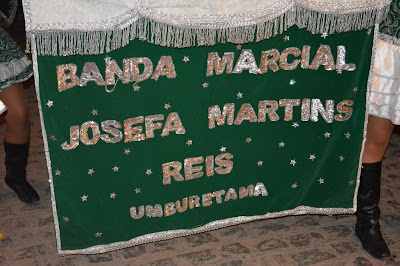 BANDA MARCIAL
JOSEFA MARTINS
REIS
UMBURETAMA